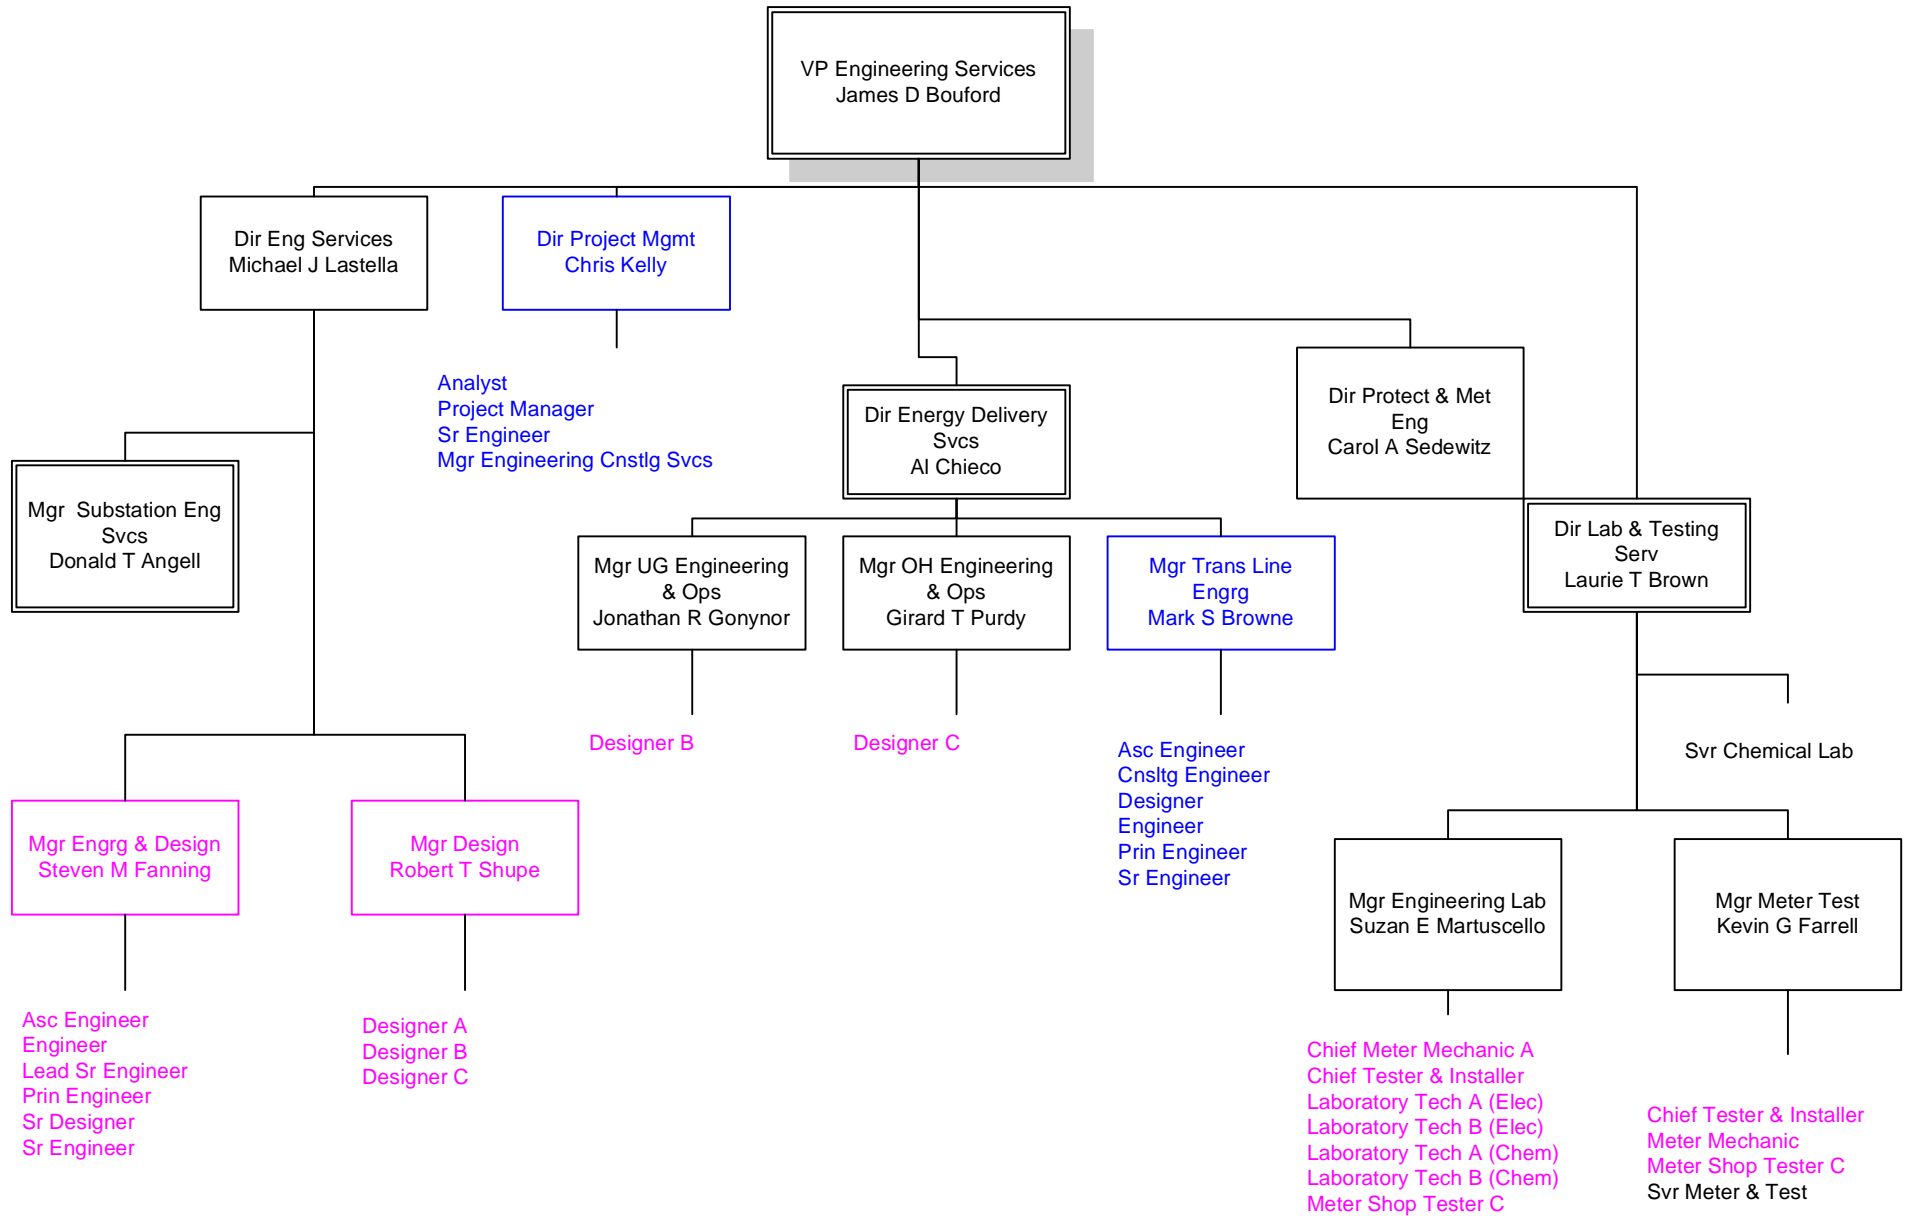 VP Engineering Services
James D Bouford
Dir Eng Services
Michael J Lastella
Dir Project Mgmt
Chris Kelly
Analyst
Project Manager
Sr Engineer
Mgr Engineering Cnstlg Svcs
Dir Energy Delivery
Svcs
Al Chieco
Dir Protect & Met
Eng
Carol A Sedewitz
Dir Lab & Testing
Serv
Laurie T Brown
Mgr  Substation Eng
Svcs
Donald T Angell
Mgr UG Engineering
& Ops
Jonathan R Gonynor
Mgr OH Engineering
& Ops
Girard T Purdy
Mgr Trans Line
Engrg
Mark S Browne
Designer B
Designer C
Asc Engineer
Cnsltg Engineer
Designer
Engineer
Prin Engineer
Sr Engineer
Svr Chemical Lab
Mgr Engrg & Design
Steven M Fanning
Mgr Design
Robert T Shupe
Mgr Engineering Lab
Suzan E Martuscello
Mgr Meter Test
Kevin G Farrell
Asc Engineer
Engineer
Lead Sr Engineer
Prin Engineer
Sr Designer
Sr Engineer
Designer A
Designer B
Designer C
Chief Meter Mechanic A
Chief Tester & Installer
Laboratory Tech A (Elec)
Laboratory Tech B (Elec)
Laboratory Tech A (Chem)
Laboratory Tech B (Chem)
Meter Shop Tester C
Chief Tester & Installer
Meter Mechanic
Meter Shop Tester C
Svr Meter & Test